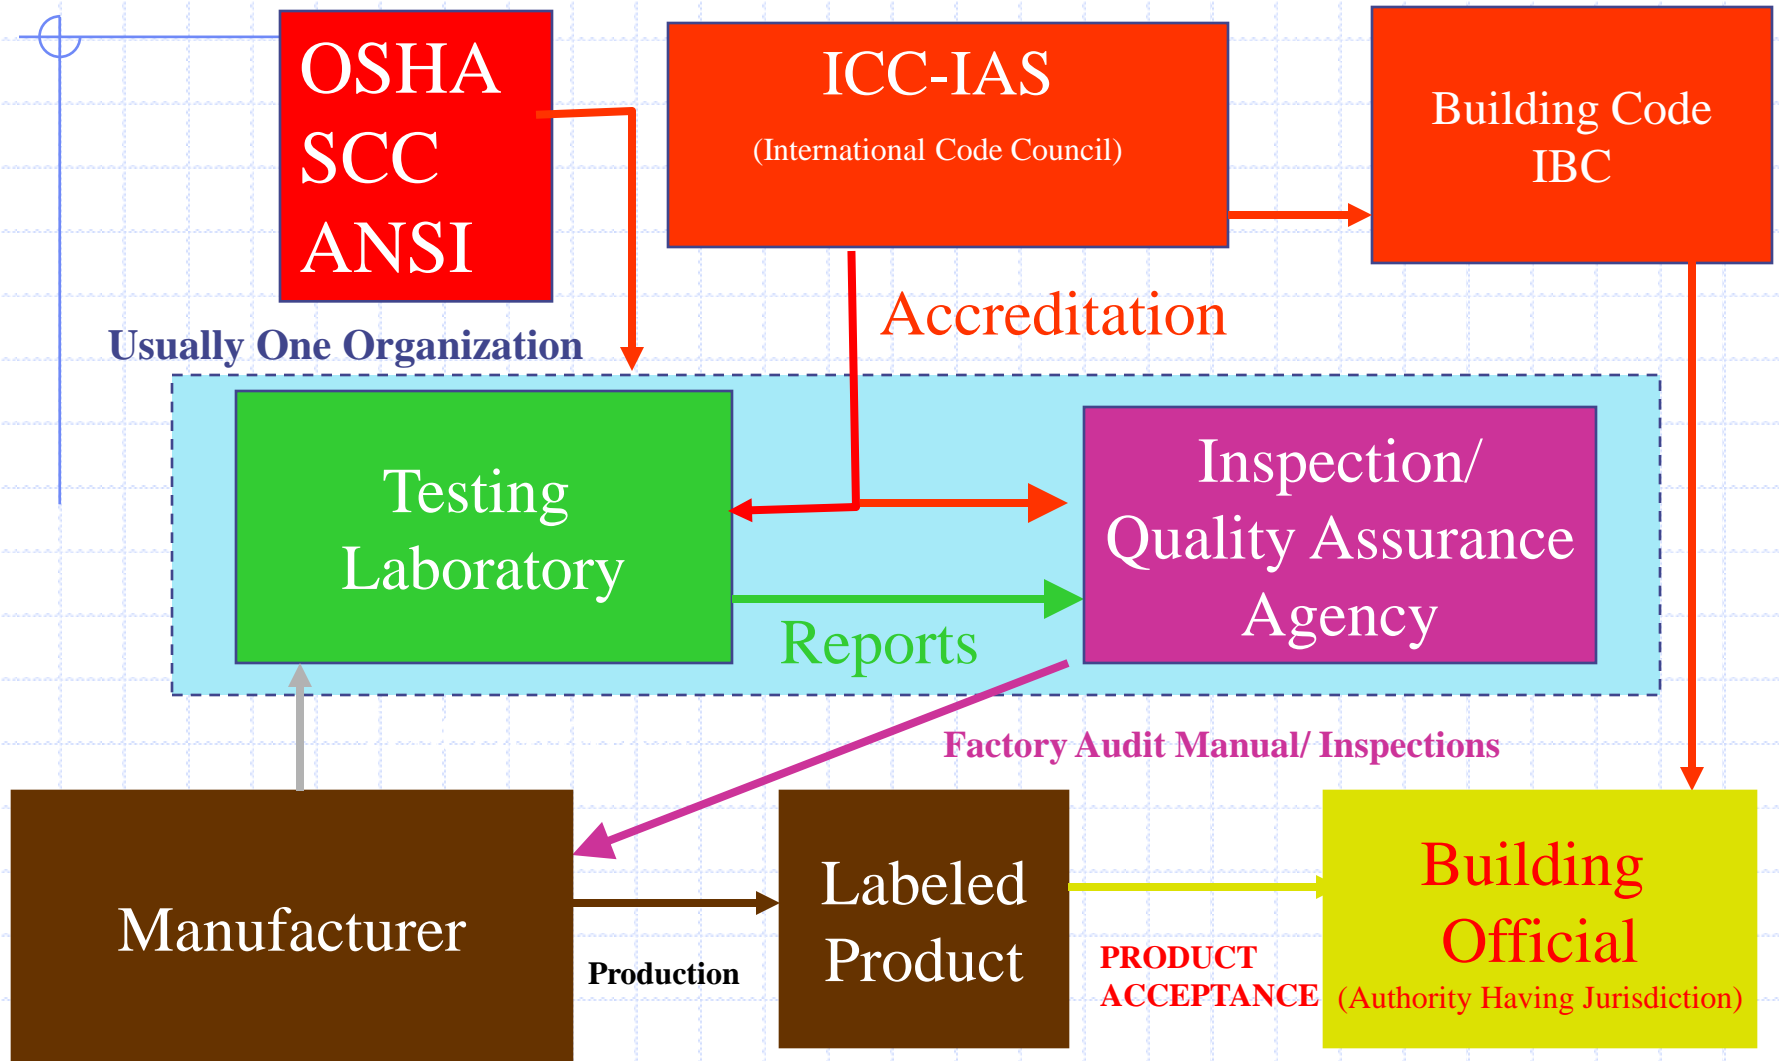 OSHA
SCC
ANSI
ICC-IAS
(International Code Council)
Building Code
IBC
Accreditation
Usually One Organization
Testing
Laboratory
Inspection/
Quality Assurance
Agency
Reports
Factory Audit Manual/ Inspections
Manufacturer
Production
Labeled
Product
PRODUCT
ACCEPTANCE
Building
Official
(Authority Having Jurisdiction)